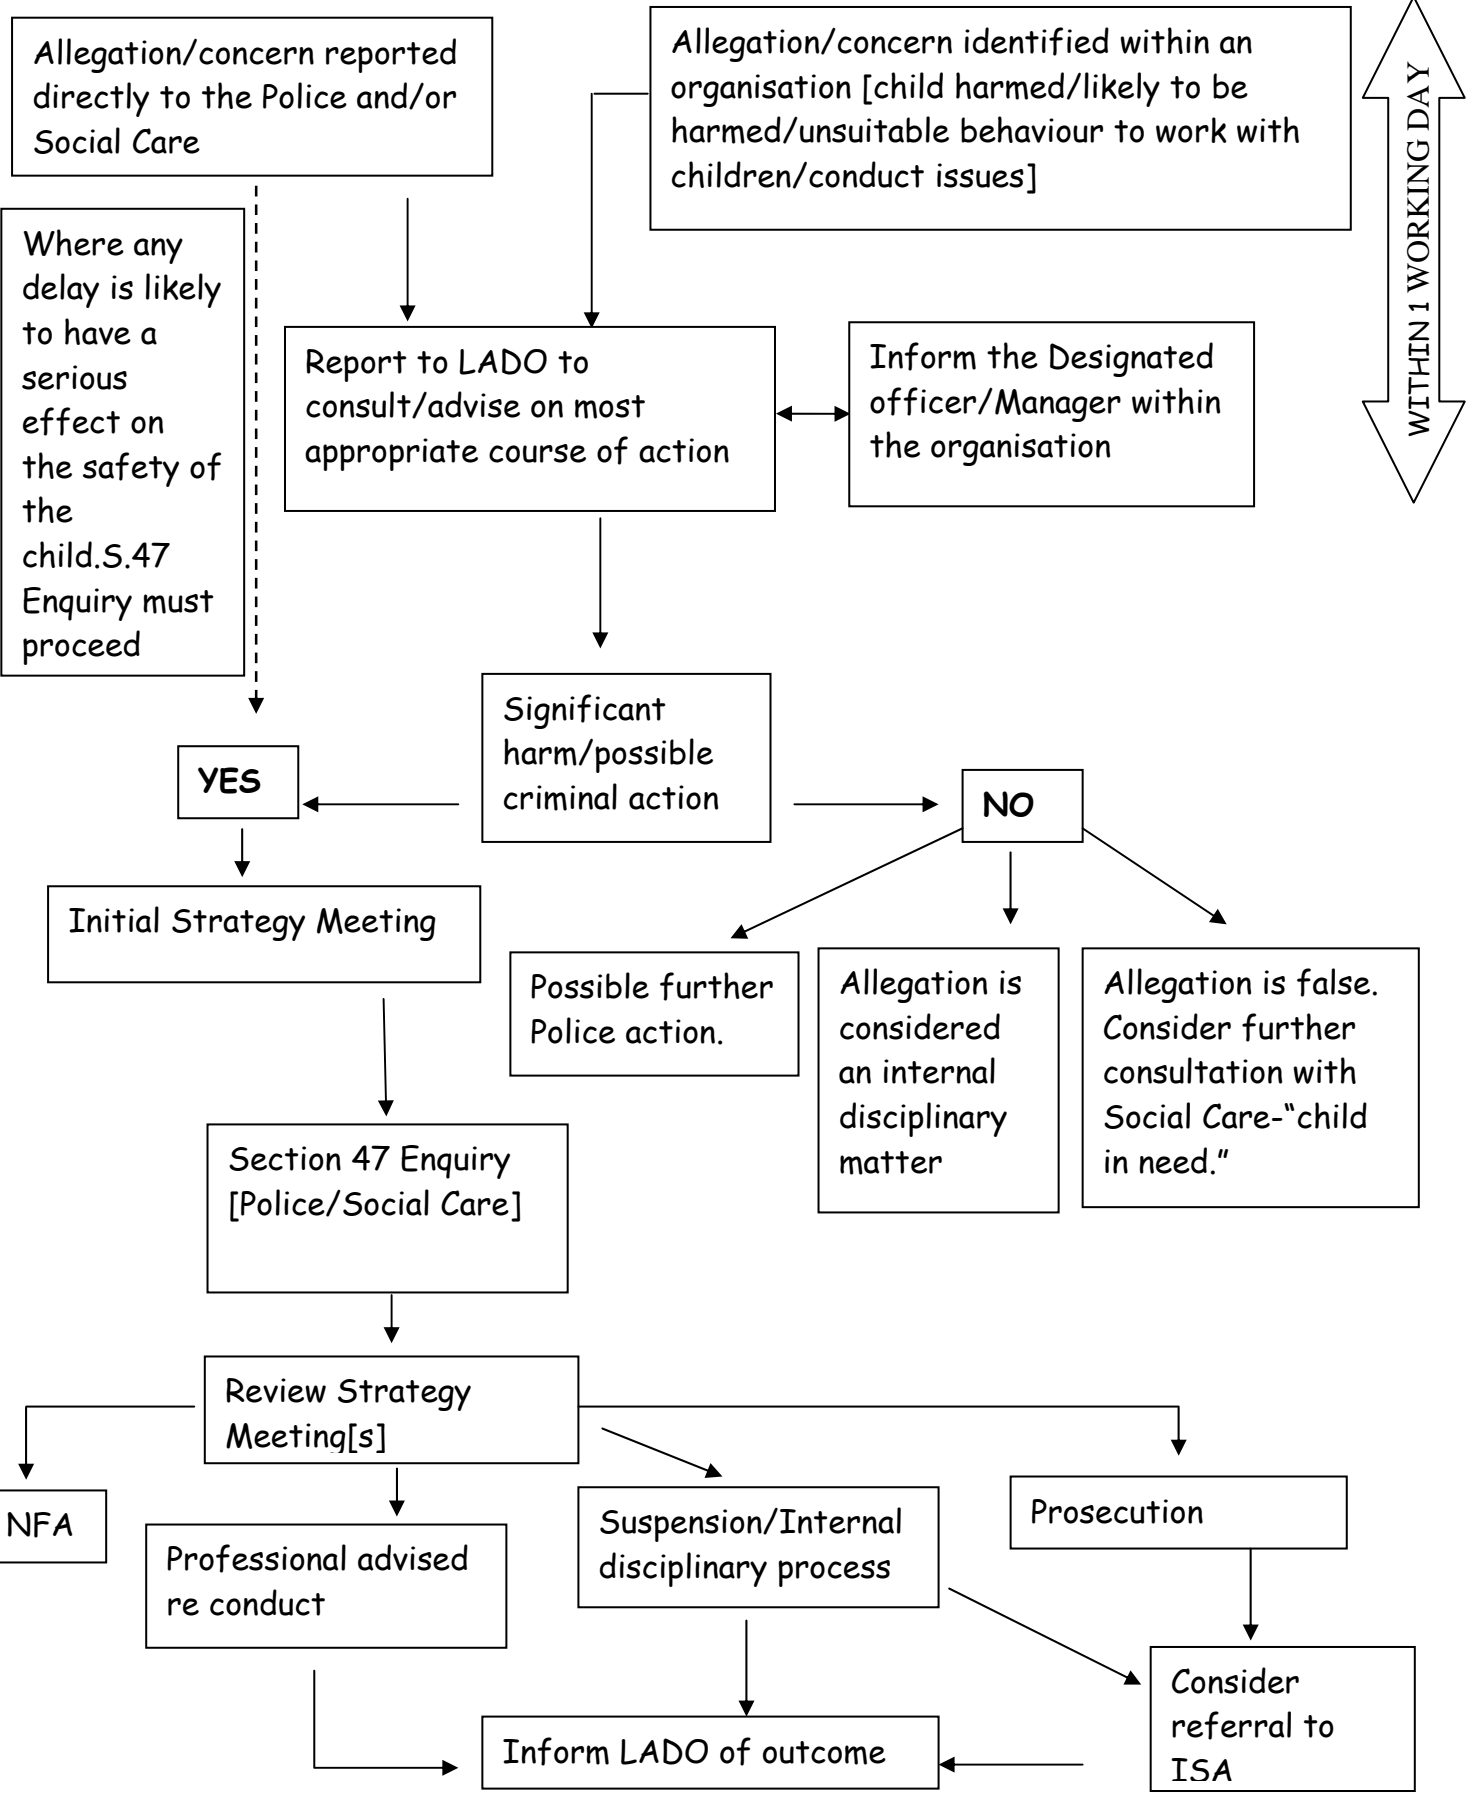 Allegation/concern reported
directly to the Police and/or
Social Care
Allegation/concern identified within an
organisation [child harmed/likely to be
harmed/unsuitable behaviour to work with
children/conduct issues]
WITHIN 1 WORKING DAY
Where any
delay is likely
to have a
serious
effect on
the safety of
the
child.S.47
Enquiry must
proceed
Report to LADO to
consult/advise on most
appropriate course of action
Inform the Designated
officer/Manager within
the organisation
Significant
harm/possible
criminal action
YES
NO
Initial Strategy Meeting
Possible further
Police action.
Allegation is
considered
an internal
disciplinary
matter
Allegation is false.
Consider further
consultation with
Social Care-“child
in need.”
Section 47 Enquiry
[Police/Social Care]
Review Strategy
Meeting[s]
NFA
Professional advised
re conduct
Suspension/Internal
disciplinary process
Prosecution
Consider
referral to
ISA
Inform LADO of outcome